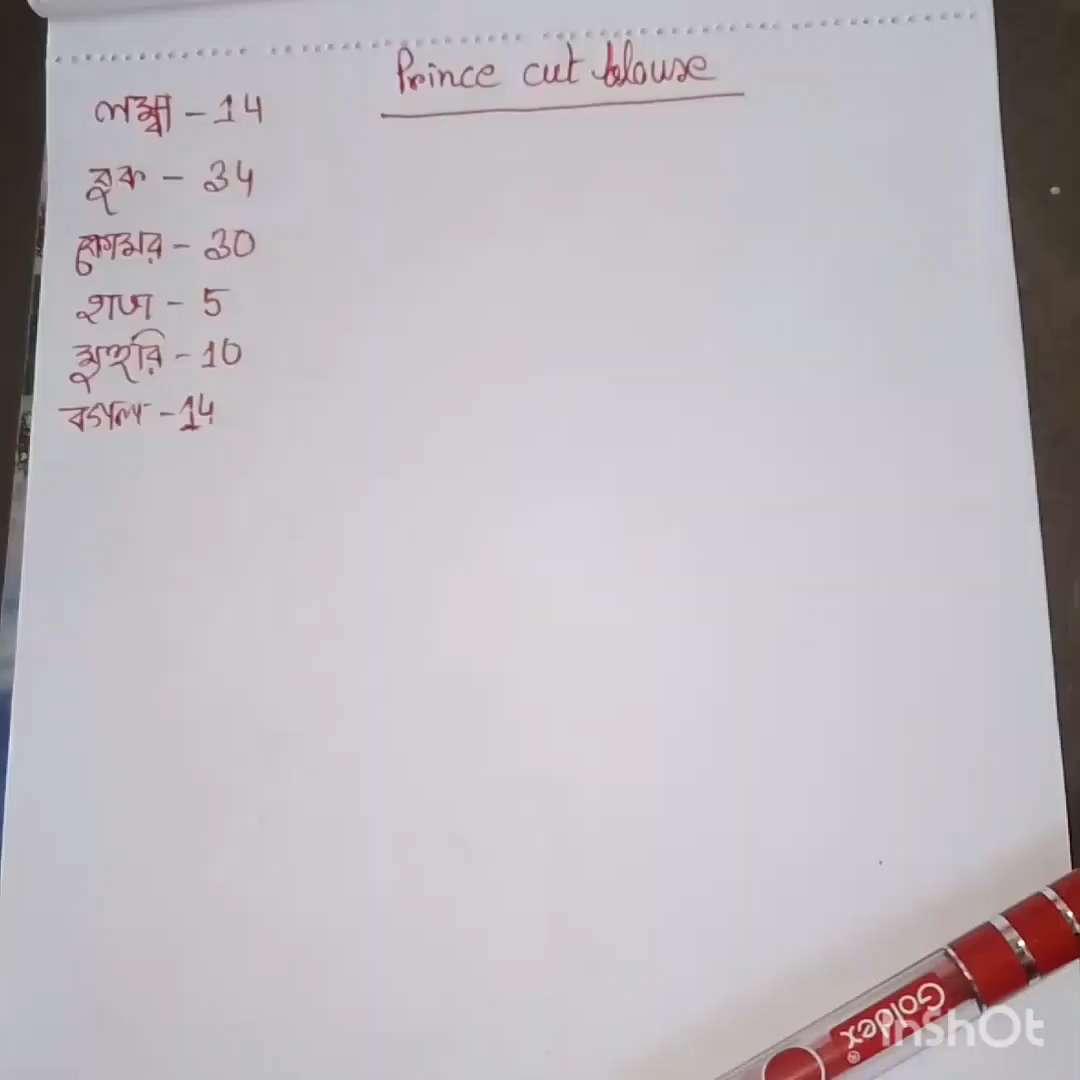 Prince cut blouse
লম্বা - 14
বুক - 34
কোমর - 30
হাতা - 5
মুহুরি - 10
বগল - 14
Goldex
InShOt